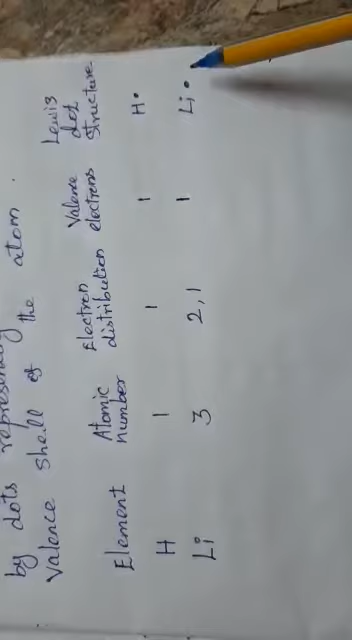 by dots representing
valence shell of the atom.
Element Atomic number Electron distribution Valence electrons Lewis dot structure
H 1 1 1 H•
Li 3 2,1 1 Li•